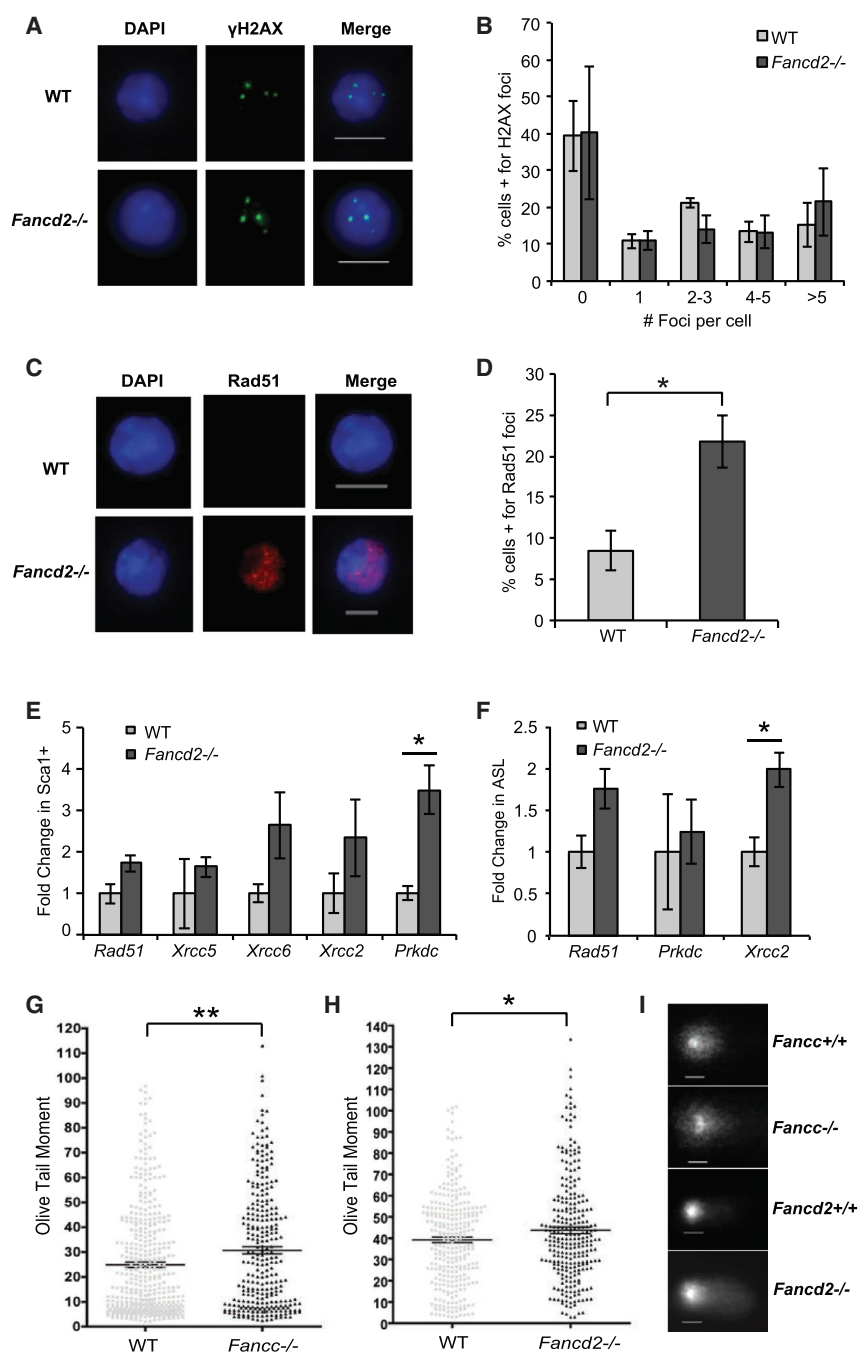 A
DAPI γH2AX Merge
WT
Fancd2-/-
B
% cells + for H2AX foci
70
60
50
40
30
20
10
0
WT
Fancd2-/-
0 1 2-3 4-5 >5
# Foci per cell
C
DAPI Rad51 Merge
WT
Fancd2-/-
D
% cells + for Rad51 foci
30
25
20
15
10
5
0
*
WT Fancd2-/-
E
Fold Change in Sca1+
5
4
3
2
1
0
WT
Fancd2-/-
*
Rad51 Xrcc5 Xrcc6 Xrcc2 Prkdc
F
Fold Change in ASL
2.5
2
1.5
1
0.5
0
WT
Fancd2-/-
*
Rad51 Prkdc Xrcc2
G
Olive Tail Moment
120
110
100
90
80
70
60
50
40
30
20
10
0
**
WT Fancc-/-
H
Olive Tail Moment
140
130
120
110
100
90
80
70
60
50
40
30
20
10
0
*
WT Fancd2-/-
I
Fancc+/+
Fancc-/-
Fancd2+/+
Fancd2-/-